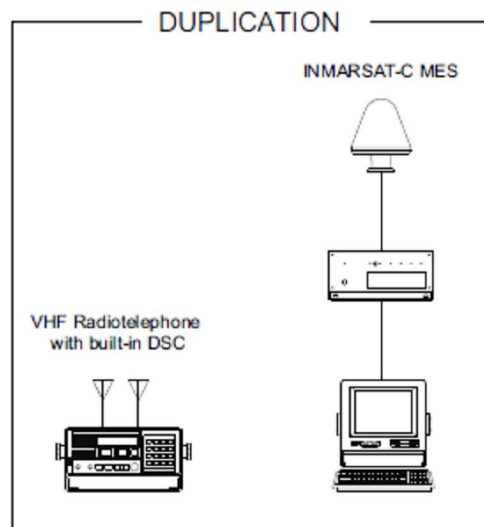 DUPLICATION
INMARSAT-C MES
VHF Radiotelephone
with built-in DSC